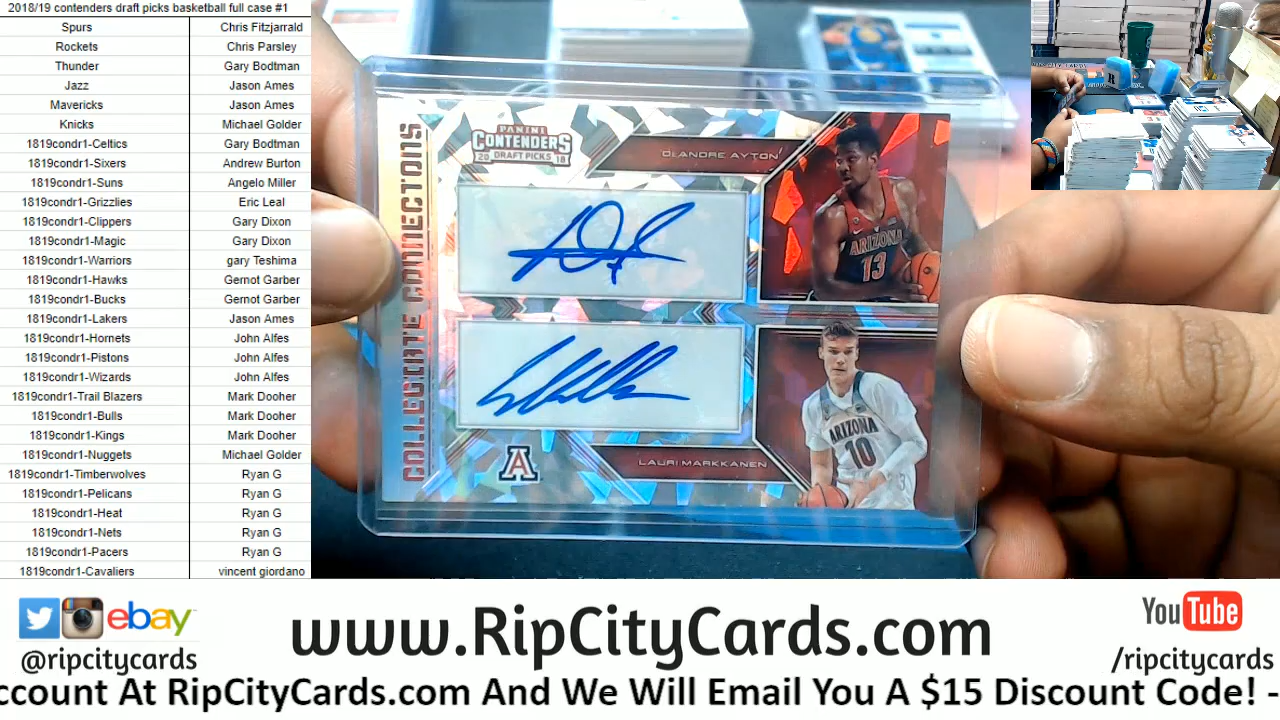 2018/19 contenders draft picks basketball full case #1
Spurs Chris Fitzjarrald
Rockets Chris Parsley
Thunder Gary Bodtman
Jazz Jason Ames
Mavericks Jason Ames
Knicks Michael Golder
1819condr1-Celtics Gary Bodtman
1819condr1-Sixers Andrew Burton
1819condr1-Suns Angelo Miller
1819condr1-Grizzlies Eric Leal
1819condr1-Clippers Gary Dixon
1819condr1-Magic Gary Dixon
1819condr1-Warriors gary Teshima
1819condr1-Hawks Gernot Garber
1819condr1-Bucks Gernot Garber
1819condr1-Lakers Jason Ames
1819condr1-Hornets John Alfes
1819condr1-Pistons John Alfes
1819condr1-Wizards John Alfes
1819condr1-Trail Blazers Mark Dooher
1819condr1-Bulls Mark Dooher
1819condr1-Kings Mark Dooher
1819condr1-Nuggets Michael Golder
1819condr1-Timberwolves Ryan G
1819condr1-Pelicans Ryan G
1819condr1-Heat Ryan G
1819condr1-Nets Ryan G
1819condr1-Pacers Ryan G
1819condr1-Cavaliers vincent giordano
COLLEGIATE CONNECTIONS
PANINI
CONTENDERS
20 DRAFT PICKS 18
DEANDRE AYTON
ARIZONA
13
ARIZONA
10
A
LAURI MARKKANEN
ebay
@ripcitycards
www.RipCityCards.com
YouTube
/ripcitycards
ccount At RipCityCards.com And We Will Email You A $15 Discount Code! -